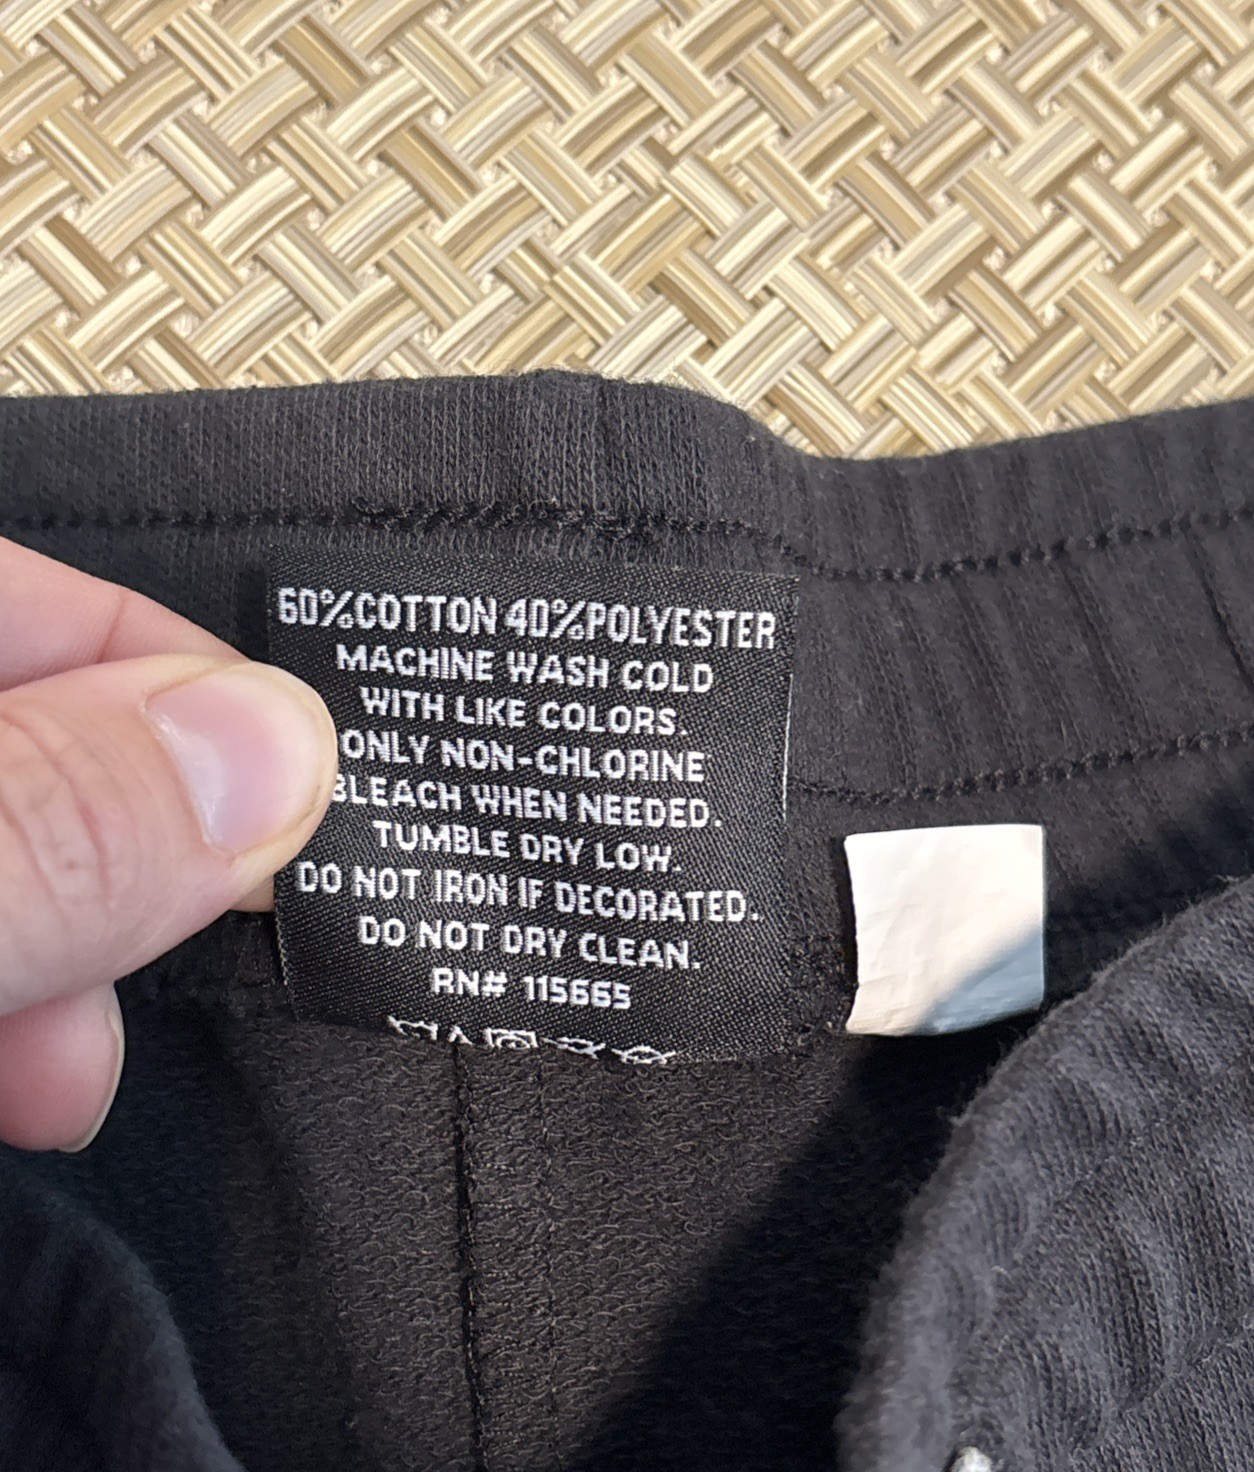 60%COTTON 40%POLYESTER
MACHINE WASH COLD
WITH LIKE COLORS.
ONLY NON-CHLORINE
BLEACH WHEN NEEDED.
TUMBLE DRY LOW.
DO NOT IRON IF DECORATED.
DO NOT DRY CLEAN.
RN# 115665